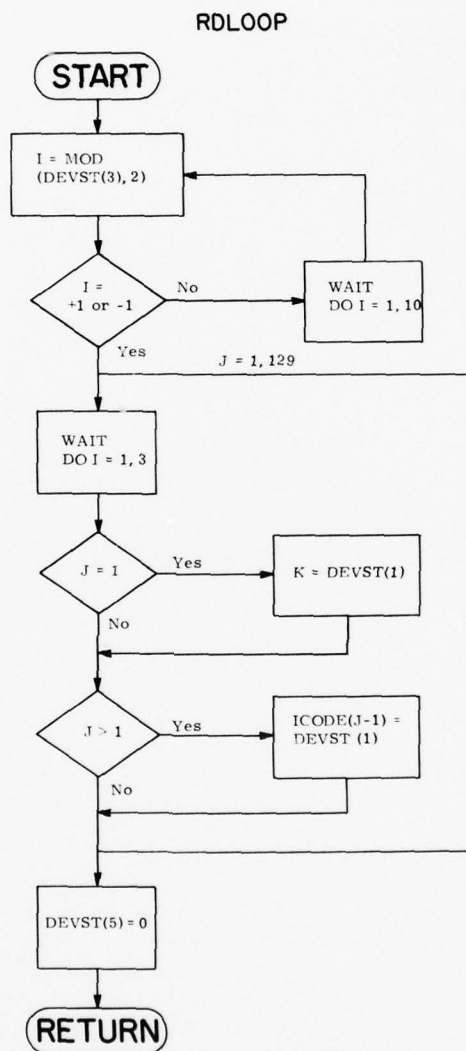 RDLOOP
START
I = MOD
(DEVST(3), 2)
I =
+1 or -1
No
WAIT
DO I = 1, 10
Yes
J = 1, 129
WAIT
DO I = 1, 3
J = 1
Yes
K = DEVST(1)
No
J > 1
Yes
ICODE(J-1) =
DEVST (1)
No
DEVST(5) = 0
RETURN